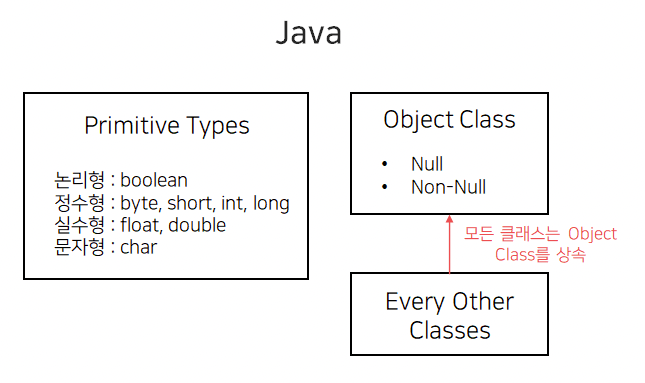 Java
Primitive Types
논리형 : boolean
정수형 : byte, short, int, long
실수형 : float, double
문자형 : char
Object Class
• Null
• Non-Null
모든 클래스는 Object
Class를 상속
Every Other
Classes